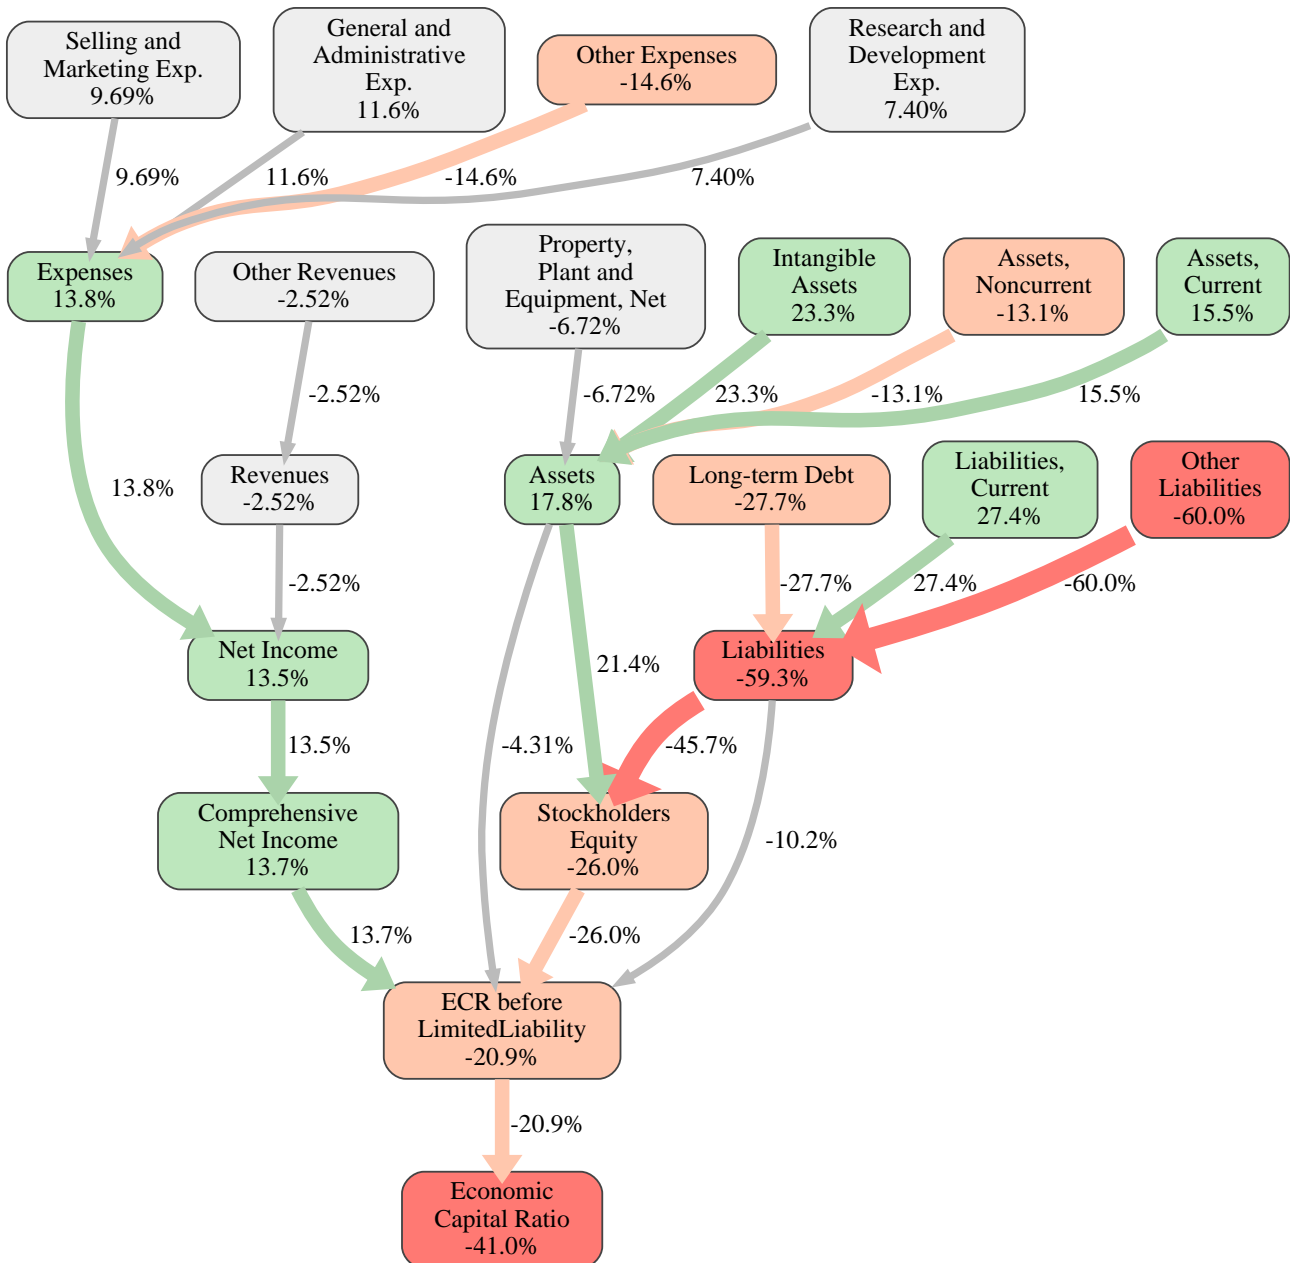 Selling and
Marketing Exp.
9.69%
General and
Administrative
Exp.
11.6%
Other Expenses
-14.6%
Research and
Development
Exp.
7.40%
9.69%
11.6%
-14.6%
7.40%
Expenses
13.8%
Other Revenues
-2.52%
Property,
Plant and
Equipment, Net
-6.72%
Intangible
Assets
23.3%
Assets,
Noncurrent
-13.1%
Assets,
Current
15.5%
-2.52%
-6.72%
23.3%
-13.1%
15.5%
13.8%
Revenues
-2.52%
Assets
17.8%
Long-term Debt
-27.7%
Liabilities,
Current
27.4%
Other
Liabilities
-60.0%
-2.52%
-27.7%
27.4%
-60.0%
Net Income
13.5%
21.4%
Liabilities
-59.3%
13.5%
-4.31%
-45.7%
Comprehensive
Net Income
13.7%
Stockholders
Equity
-26.0%
-10.2%
13.7%
-26.0%
ECR before
LimitedLiability
-20.9%
-20.9%
Economic
Capital Ratio
-41.0%